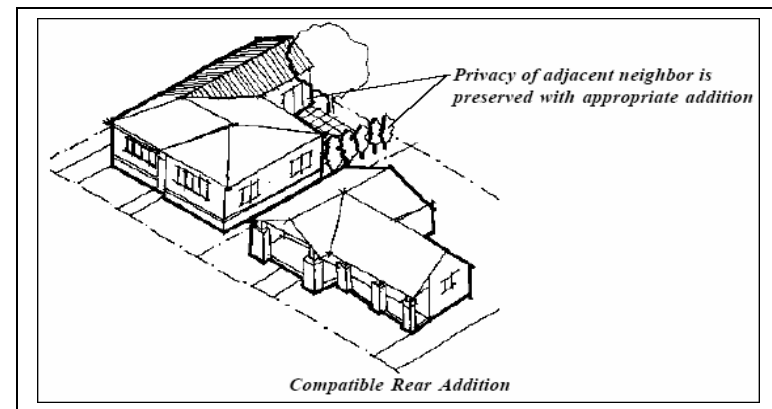 Privacy of adjacent neighbor is
preserved with appropriate addition
Compatible Rear Addition